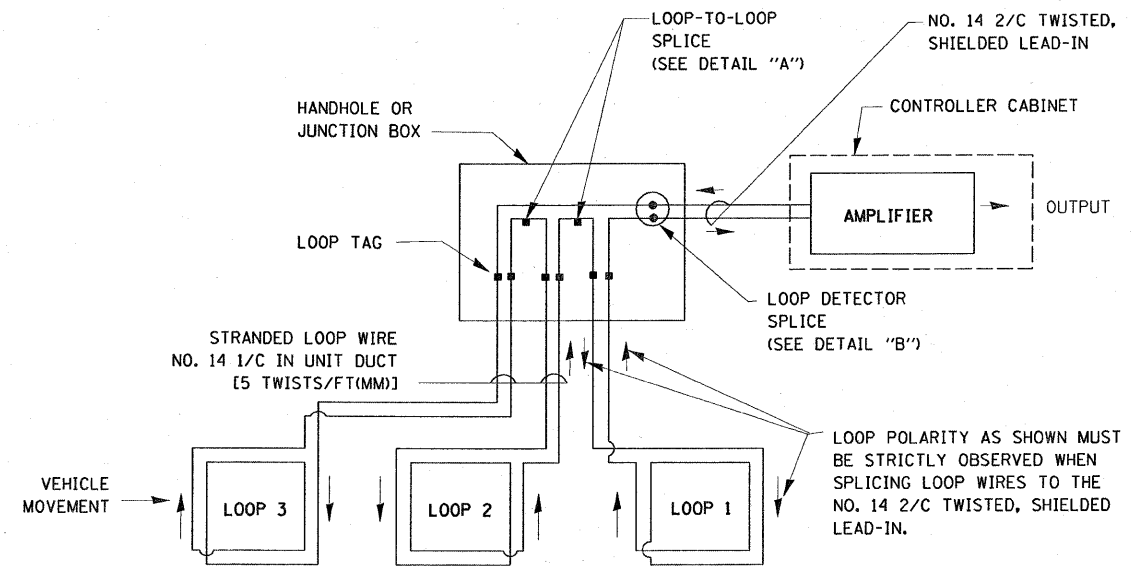 LOOP-TO-LOOP
SPLICE
(SEE DETAIL "A")
NO. 14 2/C TWISTED,
SHIELDED LEAD-IN
HANDHOLE OR
JUNCTION BOX
CONTROLLER CABINET
AMPLIFIER
OUTPUT
LOOP TAG
LOOP DETECTOR
SPLICE
(SEE DETAIL "B")
STRANDED LOOP WIRE
NO. 14 1/C IN UNIT DUCT
[5 TWISTS/FT(MM)]
LOOP POLARITY AS SHOWN MUST
BE STRICTLY OBSERVED WHEN
SPLICING LOOP WIRES TO THE
NO. 14 2/C TWISTED, SHIELDED
LEAD-IN.
VEHICLE
MOVEMENT
LOOP 3
LOOP 2
LOOP 1